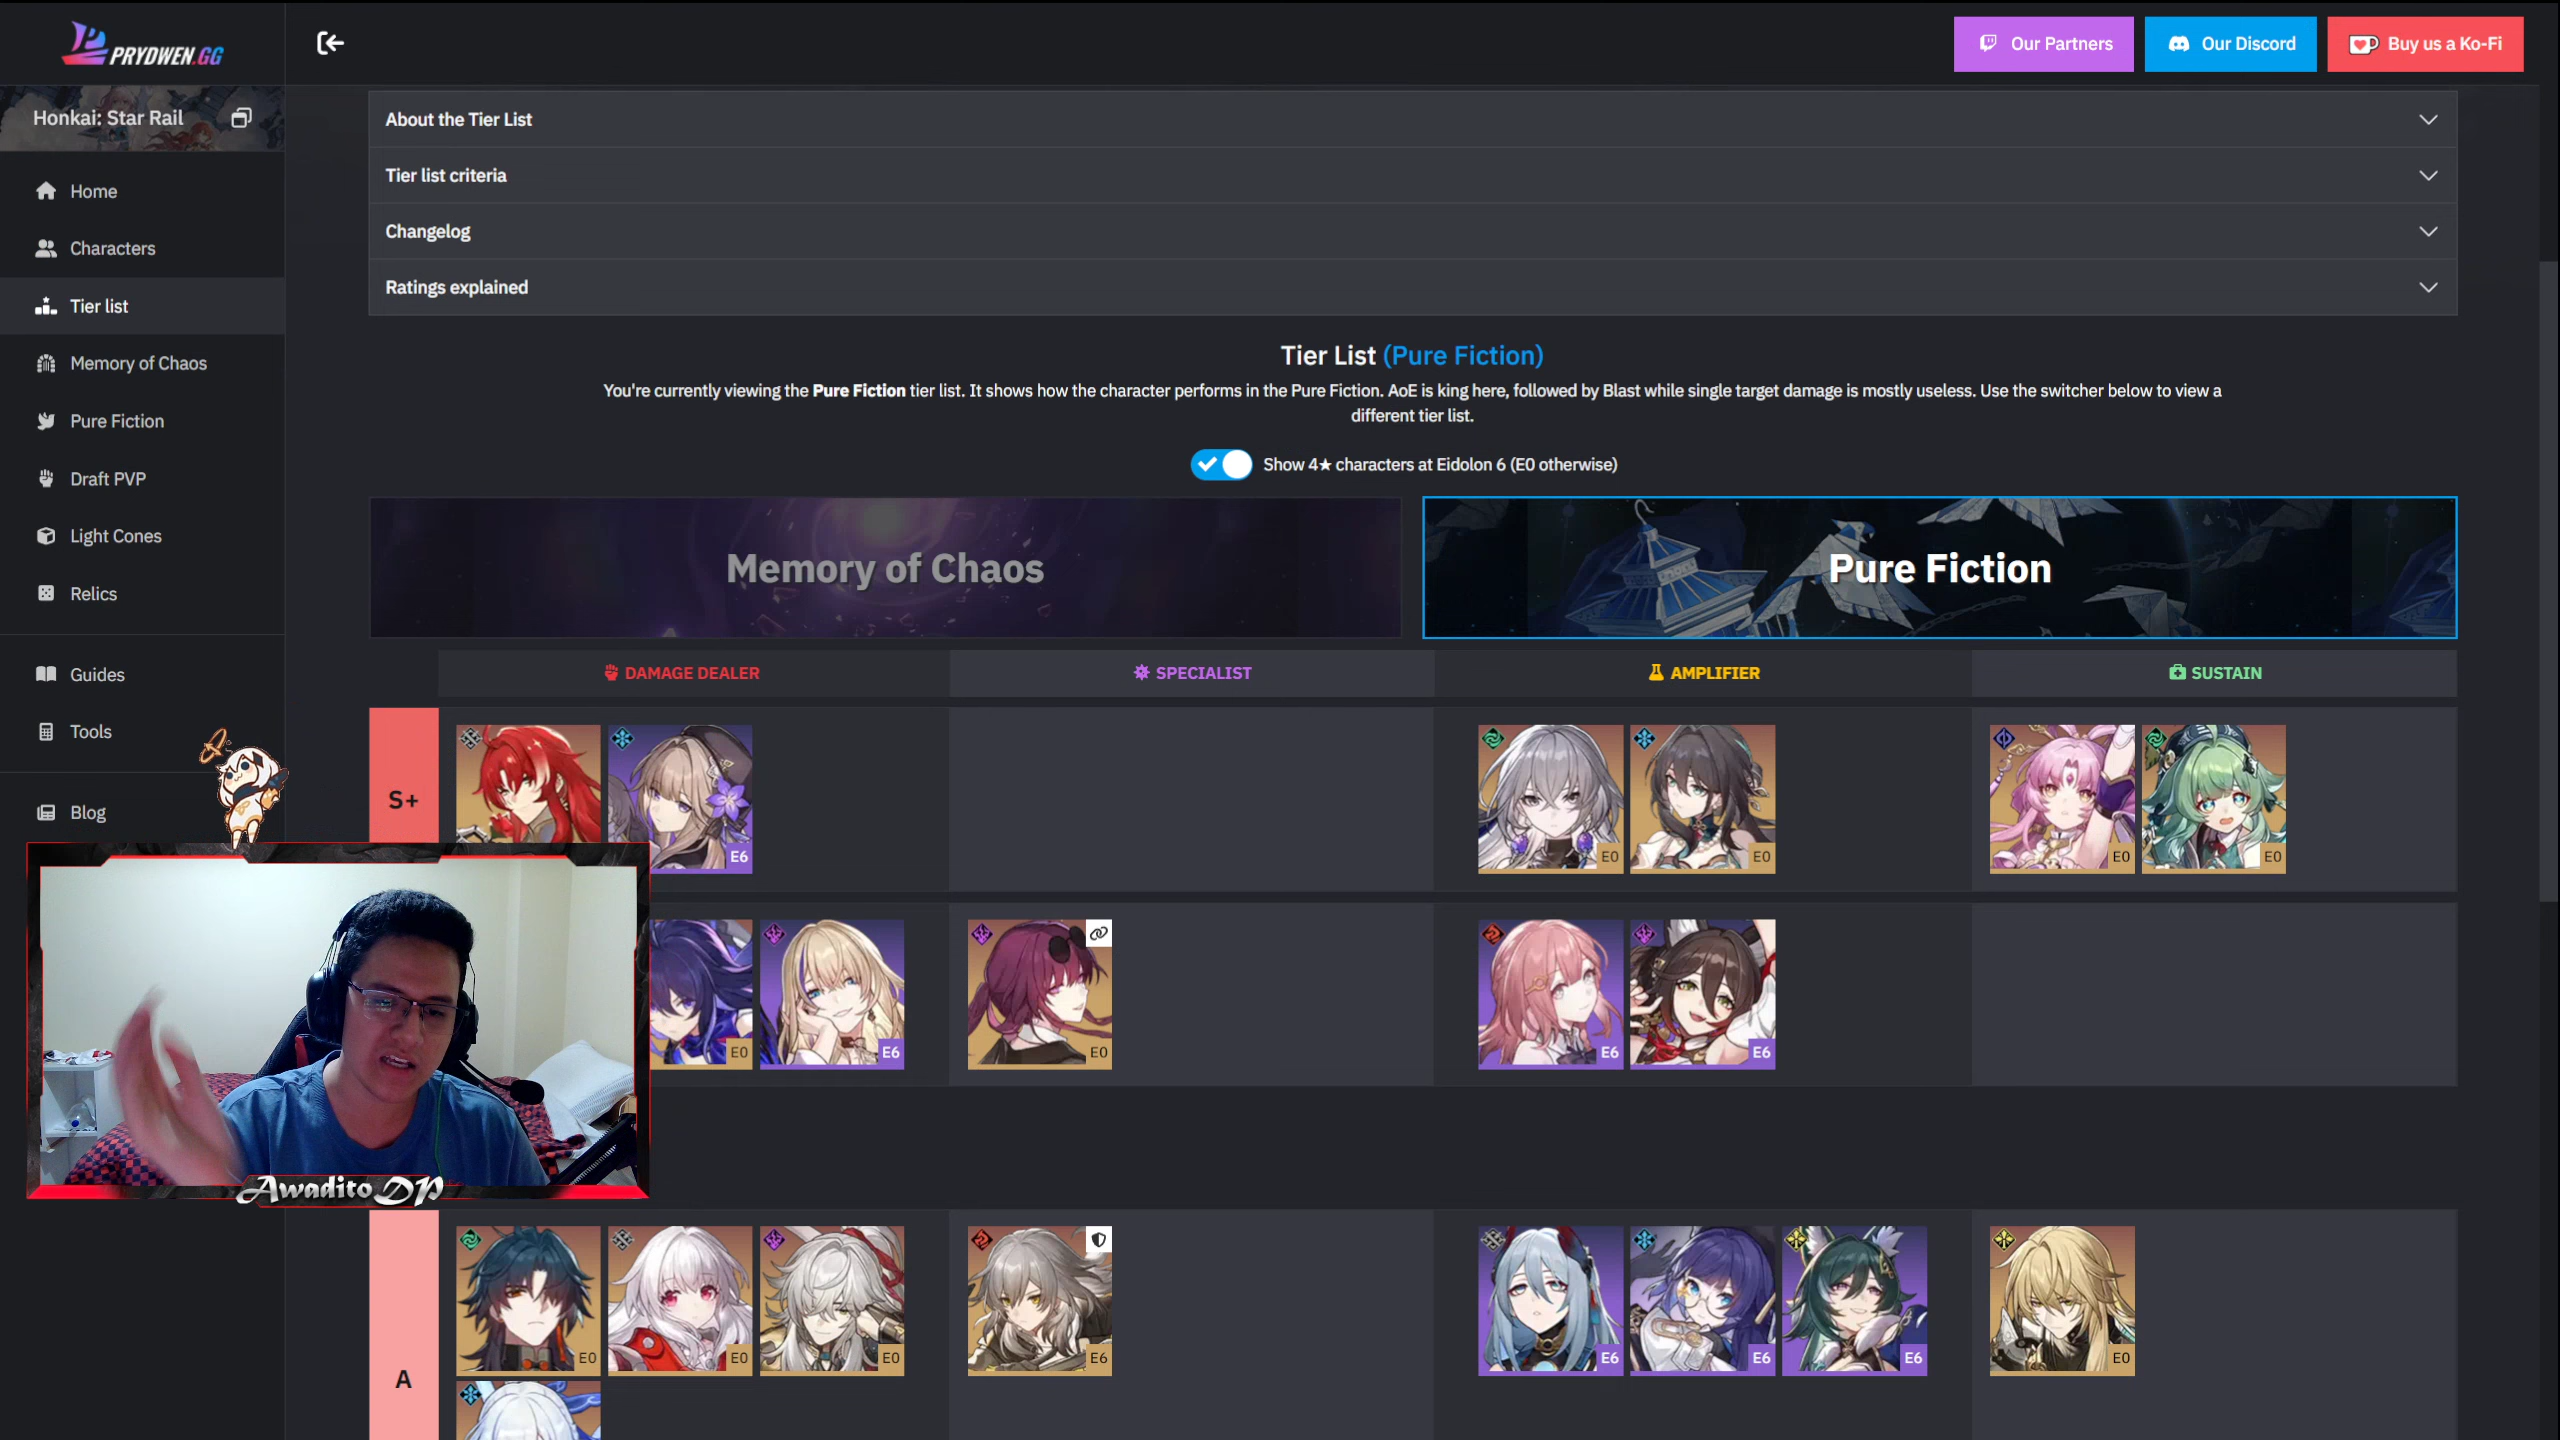 PRYDWEN.GG
Our Partners
Our Discord
Buy us a Ko-Fi
Honkai: Star Rail
Home
Characters
Tier list
Memory of Chaos
Pure Fiction
Draft PVP
Light Cones
Relics
Guides
Tools
Blog
About the Tier List
Tier list criteria
Changelog
Ratings explained
Tier List (Pure Fiction)
You're currently viewing the Pure Fiction tier list. It shows how the character performs in the Pure Fiction. AoE is king here, followed by Blast while single target damage is mostly useless. Use the switcher below to view a
different tier list.
Show 4★ characters at Eidolon 6 (E0 otherwise)
Memory of Chaos
Pure Fiction
DAMAGE DEALER
SPECIALIST
AMPLIFIER
SUSTAIN
S+
E6
E0
E0
E0
E0
E0
E6
E0
E6
E6
A
E0
E0
E0
E6
E6
E6
E6
E0
Awadito DP